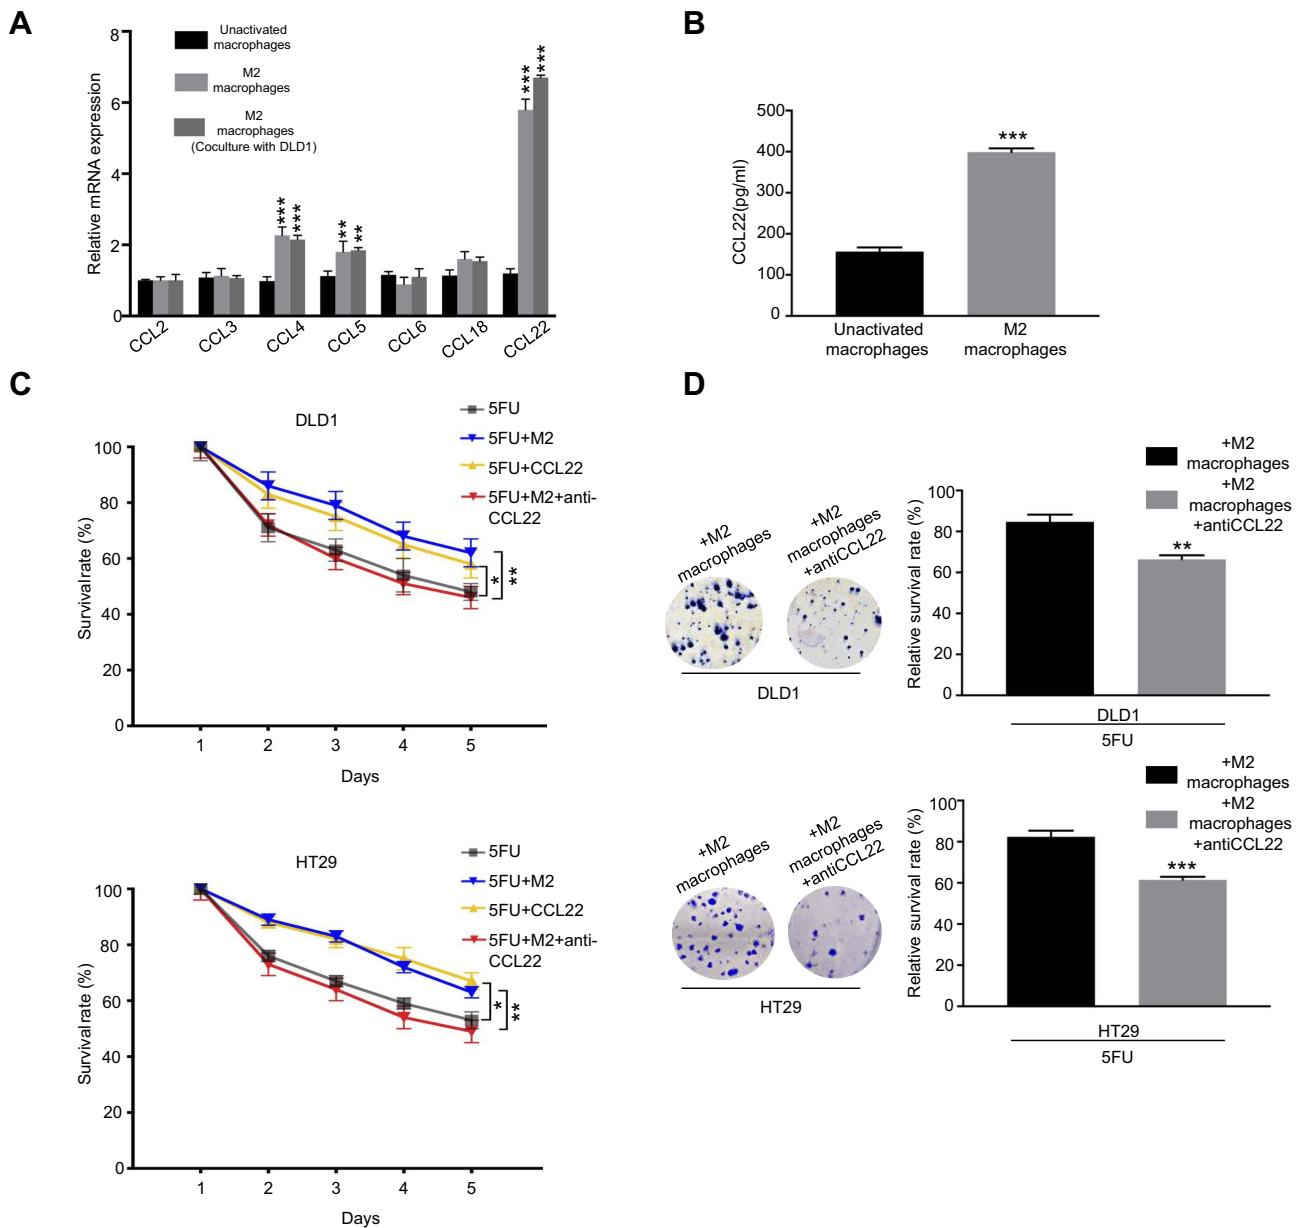 A
Unactivated
macrophages
M2
macrophages
M2
macrophages
(Coculture with DLD1)
Relative mRNA expression
8
6
4
2
0
***
***
**
**
***
***
CCL2
CCL3
CCL4
CCL5
CCL6
CCL18
CCL22
B
CCL22(pg/ml)
500
400
300
200
100
0
***
Unactivated
macrophages
M2
macrophages
C
DLD1
5FU
5FU+M2
5FU+CCL22
5FU+M2+anti-
CCL22
Survival rate (%)
100
80
60
40
20
0
*
**
1 2 3 4 5
Days
HT29
5FU
5FU+M2
5FU+CCL22
5FU+M2+anti-
CCL22
Survival rate (%)
100
80
60
40
20
0
*
**
1 2 3 4 5
Days
D
+M2
macrophages
+M2
macrophages
+antiCCL22
DLD1
+M2
macrophages
+M2
macrophages
+antiCCL22
Relative survival rate (%)
100
80
60
40
20
0
**
DLD1
5FU
+M2
macrophages
+M2
macrophages
+antiCCL22
HT29
+M2
macrophages
+M2
macrophages
+antiCCL22
Relative survival rate (%)
100
80
60
40
20
0
***
HT29
5FU